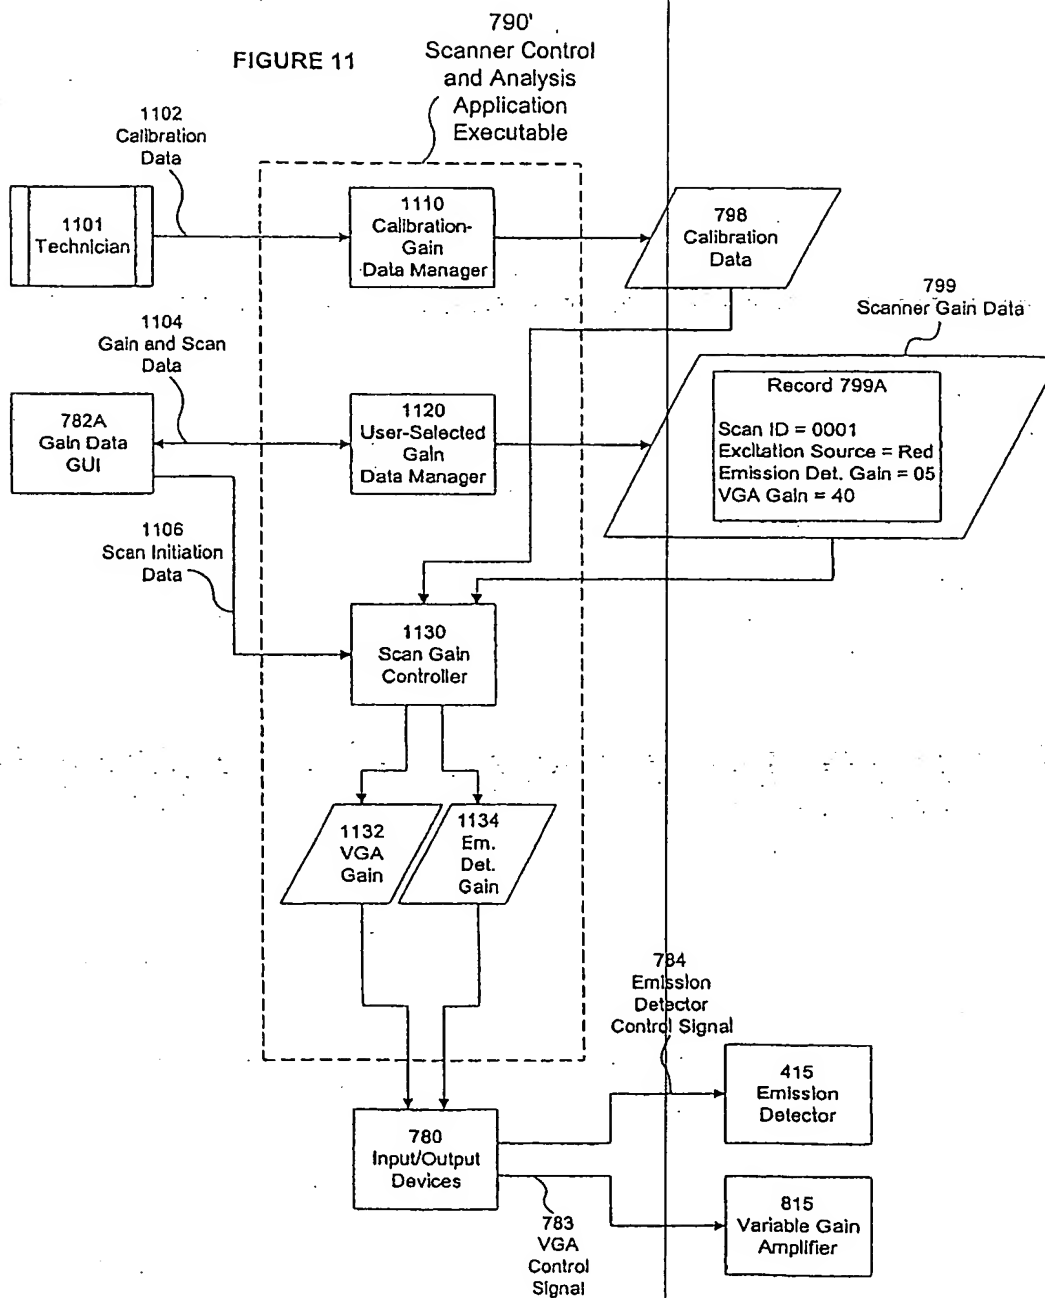 FIGURE 11
790'
Scanner Control
and Analysis
Application
Executable
1102
Calibration
Data
1101
Technician
1110
Calibration-
Gain
Data Manager
798
Calibration
Data
799
Scanner Gain Data
1104
Gain and Scan
Data
782A
Gain Data
GUI
1120
User-Selected
Gain
Data Manager
Record 799A
Scan ID = 0001
Excitation Source = Red
Emission Det. Gain = 05
VGA Gain = 40
1106
Scan Initiation
Data
1130
Scan Gain
Controller
1132
VGA
Gain
1134
Em.
Det.
Gain
784
Emission
Detector
Control Signal
415
Emission
Detector
780
Input/Output
Devices
783
VGA
Control
Signal
815
Variable Gain
Amplifier